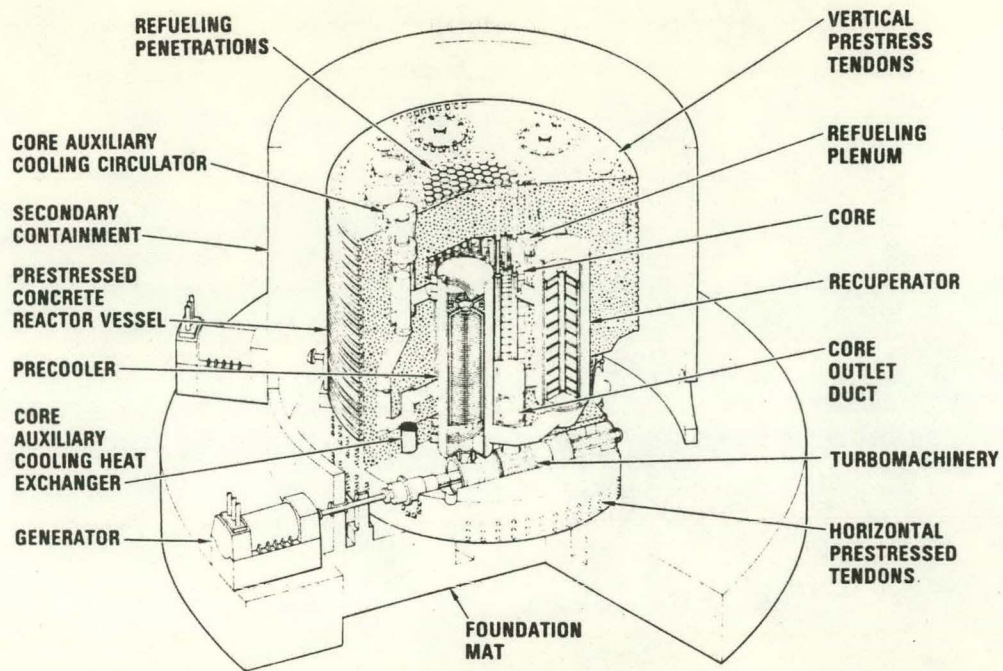 REFUELING
PENETRATIONS
CORE AUXILIARY
COOLING CIRCULATOR
SECONDARY
CONTAINMENT
PRESTRESSED
CONCRETE
REACTOR VESSEL
PRECOOLER
CORE
AUXILIARY
COOLING HEAT
EXCHANGER
GENERATOR
FOUNDATION
MAT
VERTICAL
PRESTRESS
TENDONS
REFUELING
PLENUM
CORE
RECUPERATOR
CORE
OUTLET
DUCT
TURBOMACHINERY
HORIZONTAL
PRESTRESSED
TENDONS